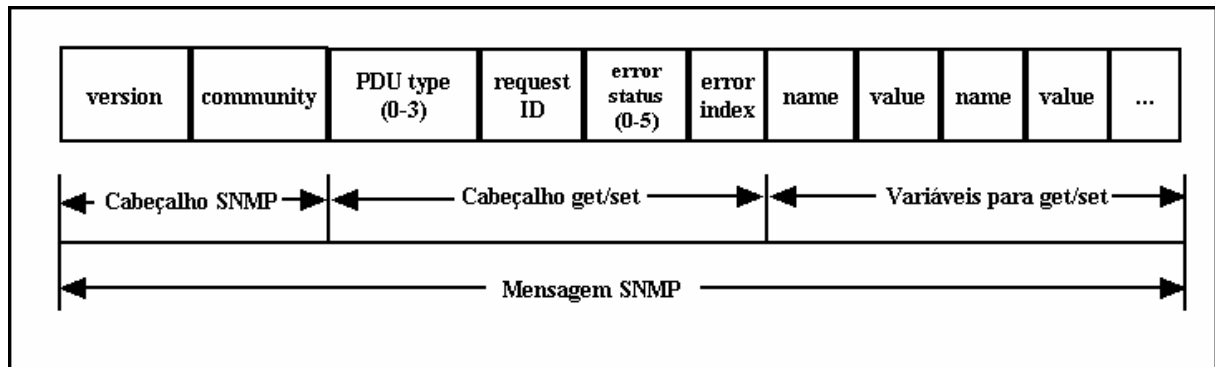 version
community
PDU type
(0-3)
request
ID
error
status
(0-5)
error
index
name
value
name
value
...
Cabeçalho SNMP
Cabeçalho get/set
Variáveis para get/set
Mensagem SNMP